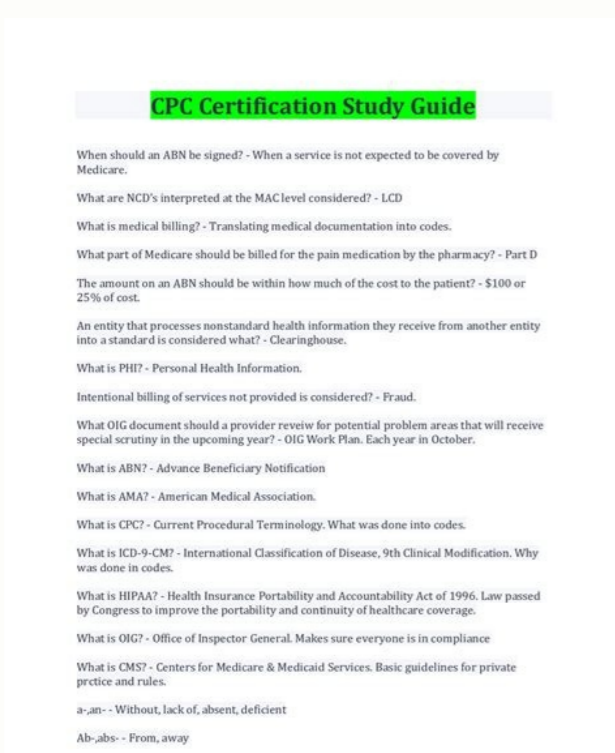 CPC Certification Study Guide
When should an ABN be signed? - When a service is not expected to be covered by
Medicare.
What are NCD's interpreted at the MAC level considered? - LCD
What is medical billing? - Translating medical documentation into codes.
What part of Medicare should be billed for the pain medication by the pharmacy? - Part D
The amount on an ABN should be within how much of the cost to the patient? - $100 or
25% of cost.
An entity that processes nonstandard health information they receive from another entity
into a standard is considered what? - Clearinghouse.
What is PHI? - Personal Health Information.
Intentional billing of services not provided is considered? - Fraud.
What OIG document should a provider reveiw for potential problem areas that will receive
special scrutiny in the upcoming year? - OIG Work Plan. Each year in October.
What is ABN? - Advance Beneficiary Notification
What is AMA? - American Medical Association.
What is CPC? - Current Procedural Terminology. What was done into codes.
What is ICD-9-CM? - International Classification of Disease, 9th Clinical Modification. Why
was done in codes.
What is HIPAA? - Health Insurance Portability and Accountability Act of 1996. Law passed
by Congress to improve the portability and continuity of healthcare coverage.
What is OIG? - Office of Inspector General. Makes sure everyone is in compliance
What is CMS? - Centers for Medicare & Medicaid Services. Basic guidelines for private
prctice and rules.
a-,an- - Without, lack of, absent, deficient
Ab-,abs- - From, away